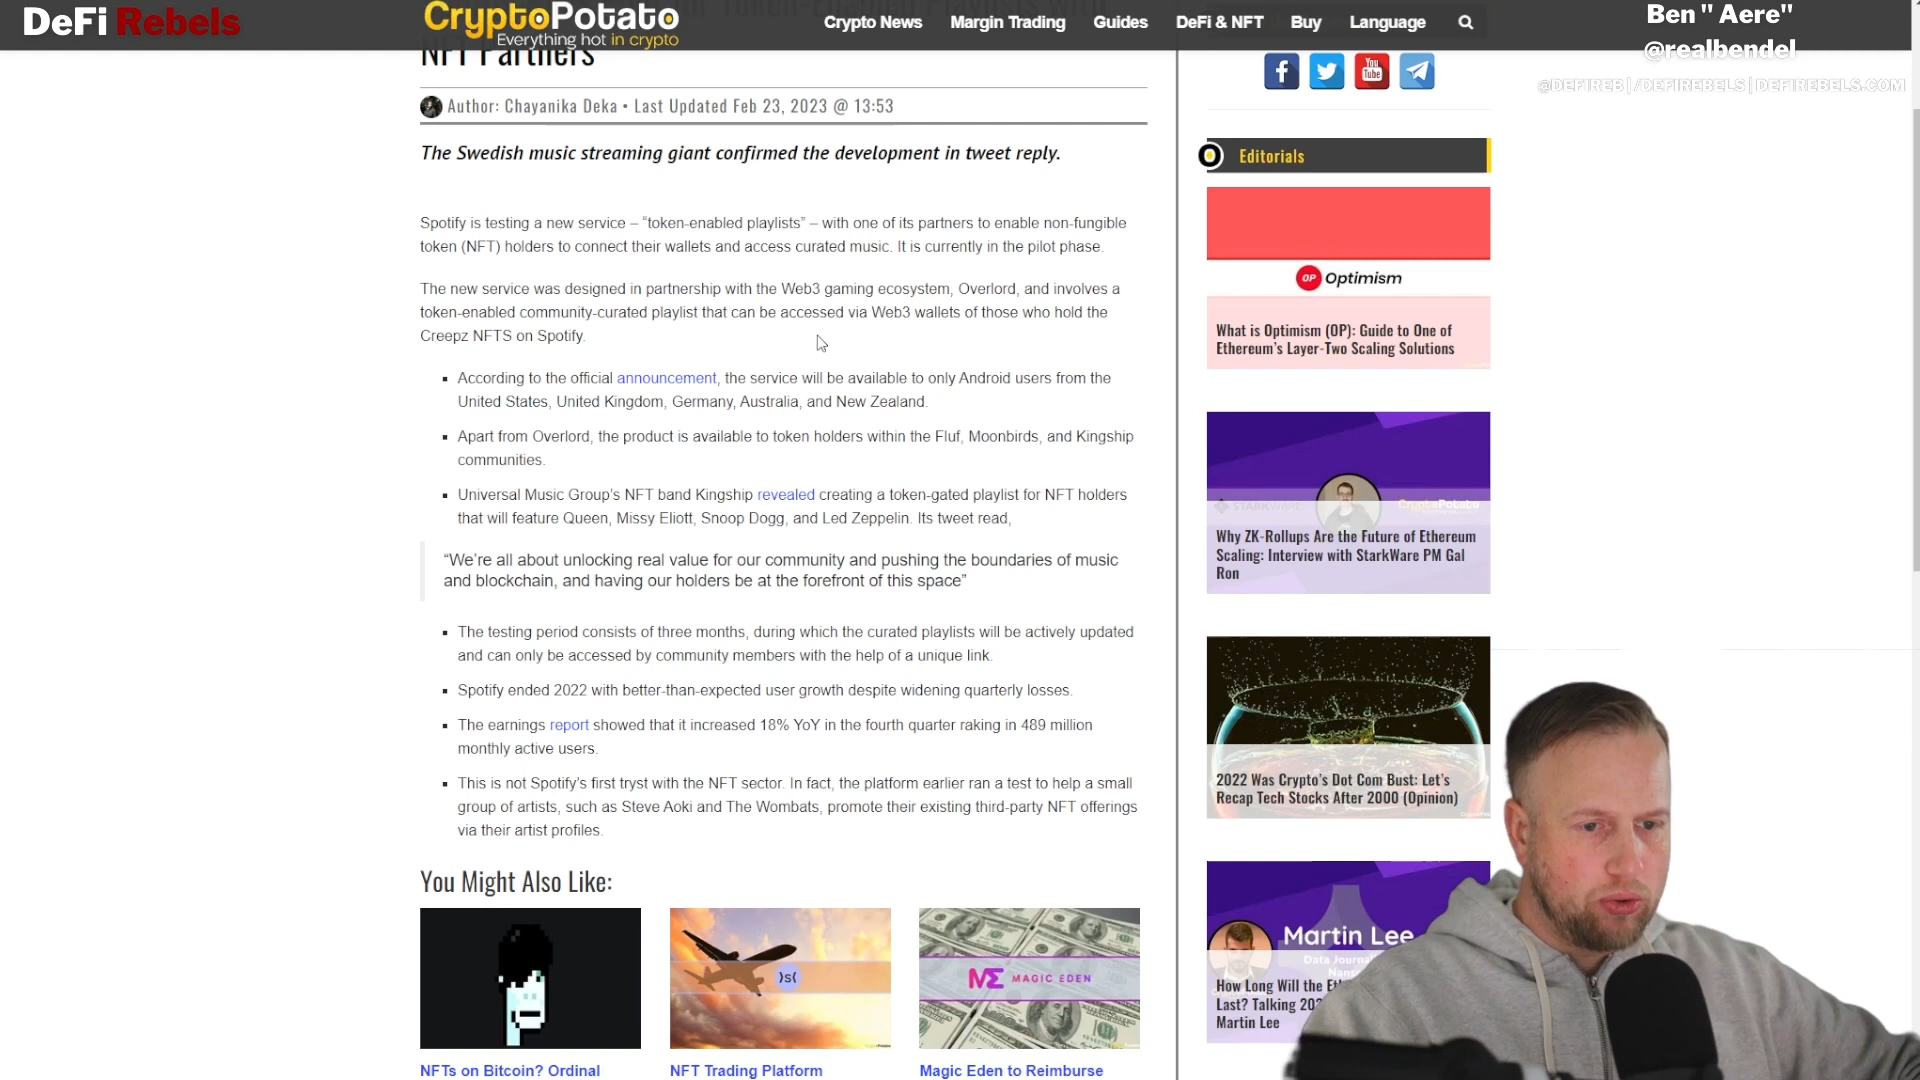 DeFi Rebels
CryptoPotato
Everything hot in crypto
Crypto News
Margin Trading
Guides
DeFi & NFT
Buy
Language
Ben " Aere"
@realbendel
@DEFIREB|/DEFIREBELS|DEFIREBELS.COM
NFT Partners
Author: Chayanika Deka • Last Updated Feb 23, 2023 @ 13:53
The Swedish music streaming giant confirmed the development in tweet reply.
Spotify is testing a new service – “token-enabled playlists” – with one of its partners to enable non-fungible
token (NFT) holders to connect their wallets and access curated music. It is currently in the pilot phase.
The new service was designed in partnership with the Web3 gaming ecosystem, Overlord, and involves a
token-enabled community-curated playlist that can be accessed via Web3 wallets of those who hold the
Creepz NFTS on Spotify.
According to the official announcement, the service will be available to only Android users from the
United States, United Kingdom, Germany, Australia, and New Zealand.
Apart from Overlord, the product is available to token holders within the Fluf, Moonbirds, and Kingship
communities.
Universal Music Group’s NFT band Kingship revealed creating a token-gated playlist for NFT holders
that will feature Queen, Missy Eliott, Snoop Dogg, and Led Zeppelin. Its tweet read,
“We’re all about unlocking real value for our community and pushing the boundaries of music
and blockchain, and having our holders be at the forefront of this space”
The testing period consists of three months, during which the curated playlists will be actively updated
and can only be accessed by community members with the help of a unique link.
Spotify ended 2022 with better-than-expected user growth despite widening quarterly losses.
The earnings report showed that it increased 18% YoY in the fourth quarter raking in 489 million
monthly active users.
This is not Spotify’s first tryst with the NFT sector. In fact, the platform earlier ran a test to help a small
group of artists, such as Steve Aoki and The Wombats, promote their existing third-party NFT offerings
via their artist profiles.
You Might Also Like:
)s(
MAGIC EDEN
NFTs on Bitcoin? Ordinal
NFT Trading Platform
Magic Eden to Reimburse
You
Tube
Editorials
OP Optimism
What is Optimism (OP): Guide to One of
Ethereum’s Layer-Two Scaling Solutions
STARKWARE
CryptoPotato
Why ZK-Rollups Are the Future of Ethereum
Scaling: Interview with StarkWare PM Gal
Ron
2022 Was Crypto’s Dot Com Bust: Let’s
Recap Tech Stocks After 2000 (Opinion)
Martin Lee
Data Journal
Nans
How Long Will the
Last? Talking
Martin Lee